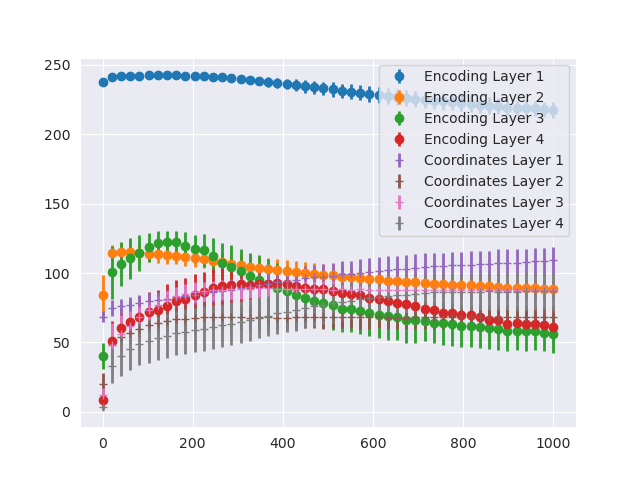 250
200
150
100
50
0
0
200
400
600
800
1000
Encoding Layer 1
Encoding Layer 2
Encoding Layer 3
Encoding Layer 4
Coordinates Layer 1
Coordinates Layer 2
Coordinates Layer 3
Coordinates Layer 4